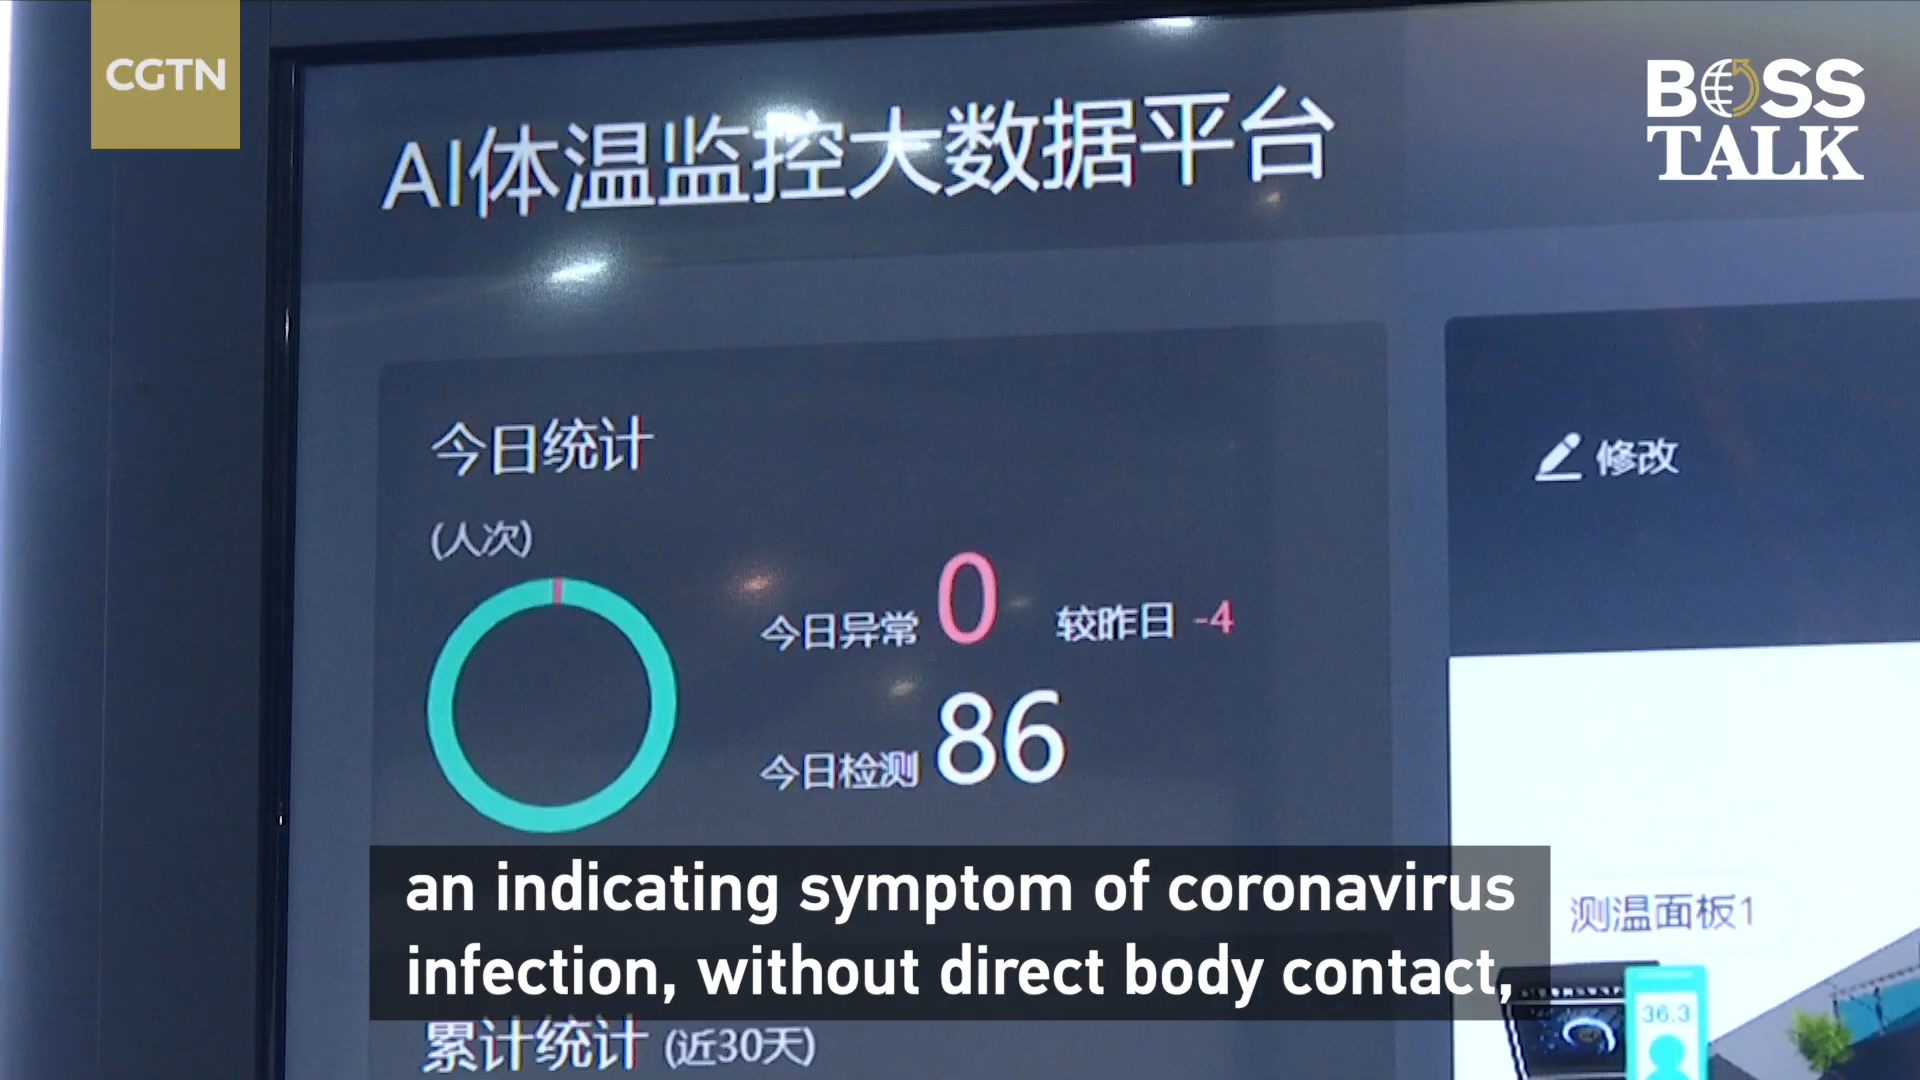 CGTN
BOSS
TALK
AI体温监控大数据平台
今日统计
(人次)
今日异常 0 较昨日 -4
今日检测 86
修改
测温面板1
36.3
an indicating symptom of coronavirus
infection, without direct body contact,
累计统计 (近30天)